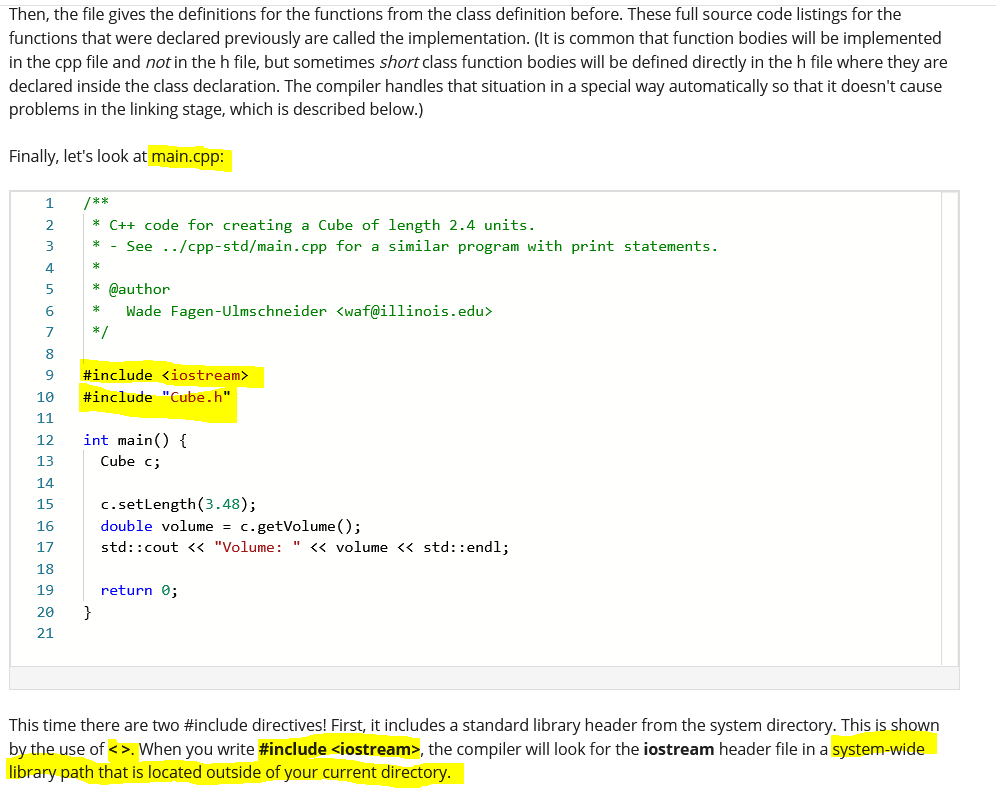 Then, the file gives the definitions for the functions from the class definition before. These full source code listings for the
functions that were declared previously are called the implementation. (It is common that function bodies will be implemented
in the cpp file and not in the h file, but sometimes short class function bodies will be defined directly in the h file where they are
declared inside the class declaration. The compiler handles that situation in a special way automatically so that it doesn't cause
problems in the linking stage, which is described below.)
Finally, let's look at main.cpp:
1 /**
2  * C++ code for creating a Cube of length 2.4 units.
3  * - See ../cpp-std/main.cpp for a similar program with print statements.
4  *
5  * @author
6  *   Wade Fagen-Ulmschneider <waf@illinois.edu>
7  */
8
9 #include <iostream>
10 #include "Cube.h"
11
12 int main() {
13   Cube c;
14
15   c.setLength(3.48);
16   double volume = c.getVolume();
17   std::cout << "Volume: " << volume << std::endl;
18
19   return 0;
20 }
21
This time there are two #include directives! First, it includes a standard library header from the system directory. This is shown
by the use of < >. When you write #include <iostream>, the compiler will look for the iostream header file in a system-wide
library path that is located outside of your current directory.